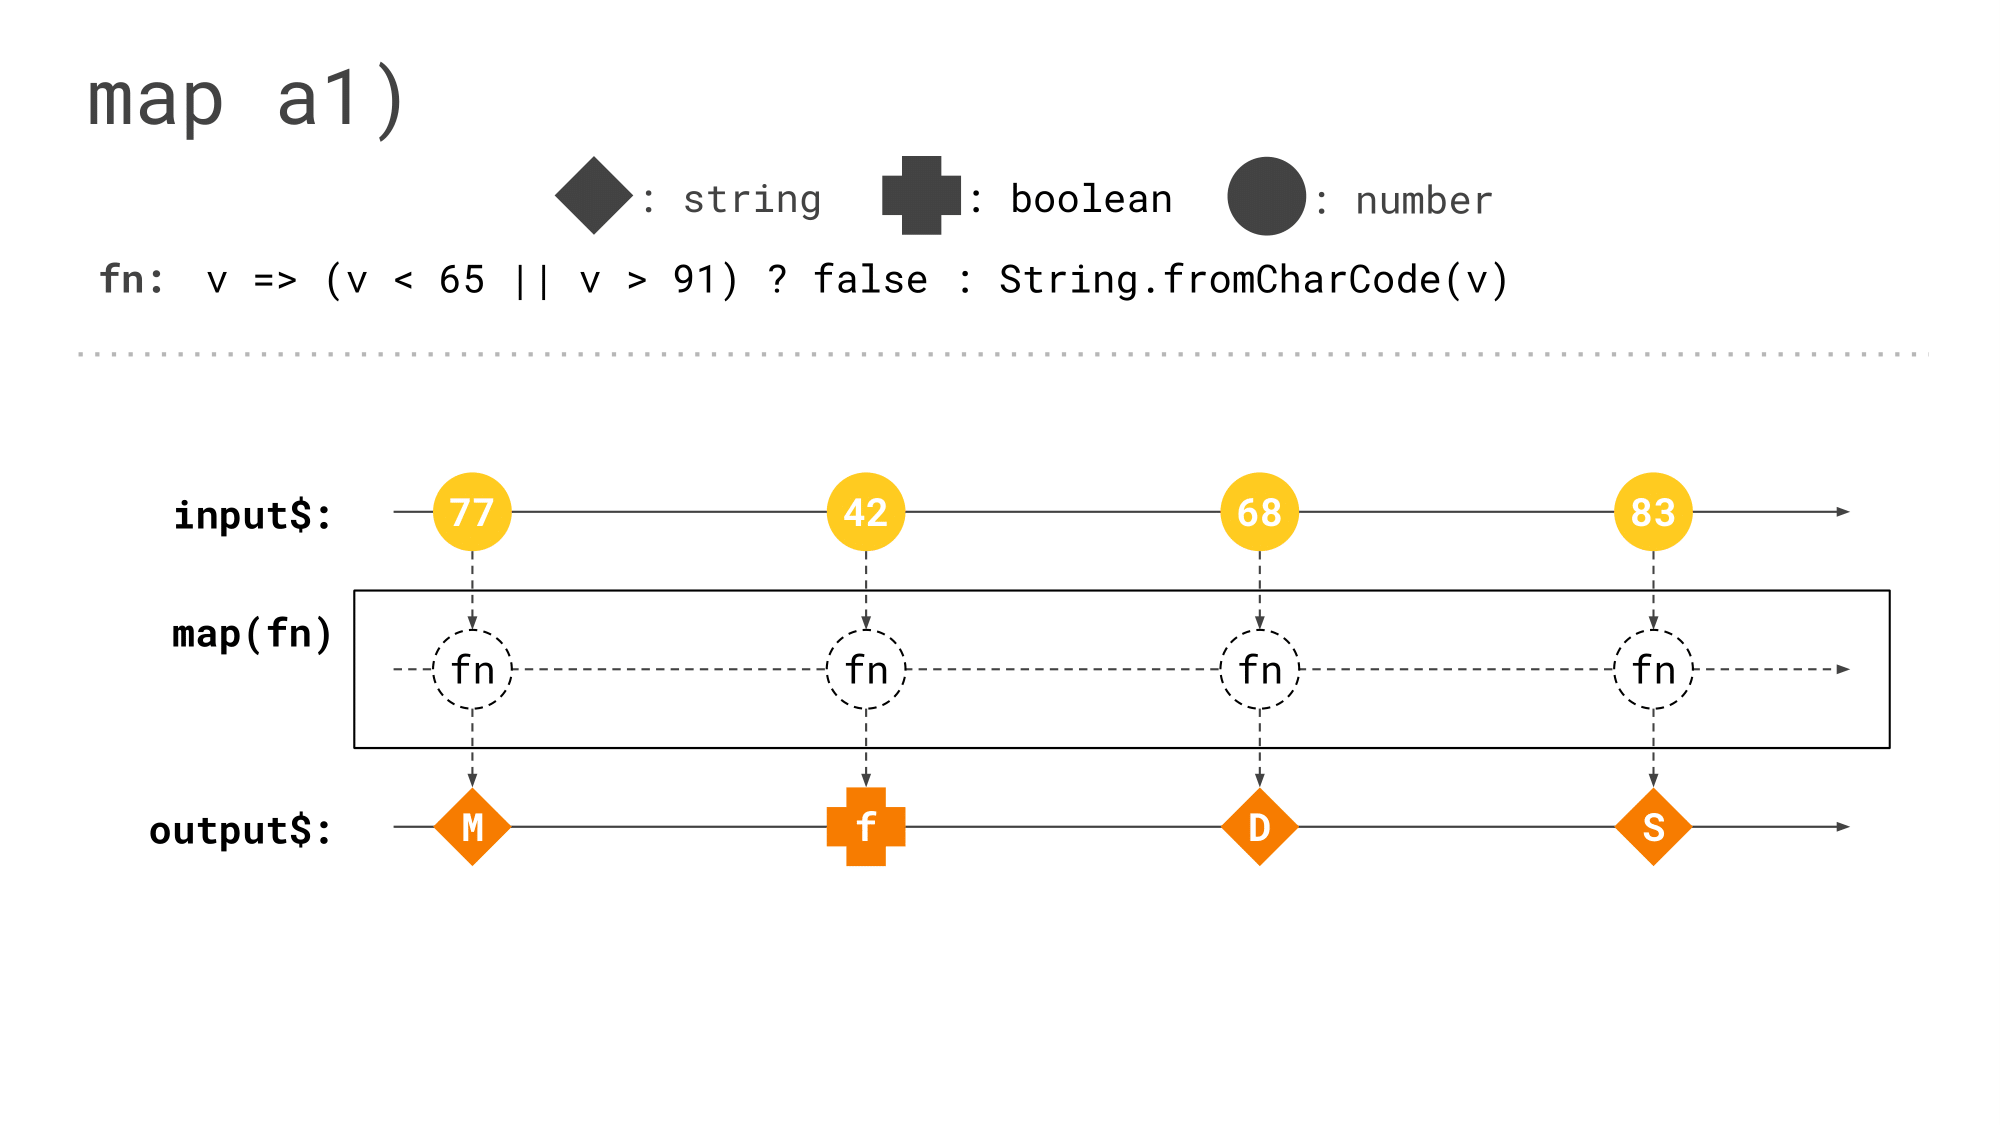 map a1)
: string : boolean : number
fn: v => (v < 65 || v > 91) ? false : String.fromCharCode(v)
input$: 77 42 68 83
map(fn)
fn fn fn fn
output$: M f D S